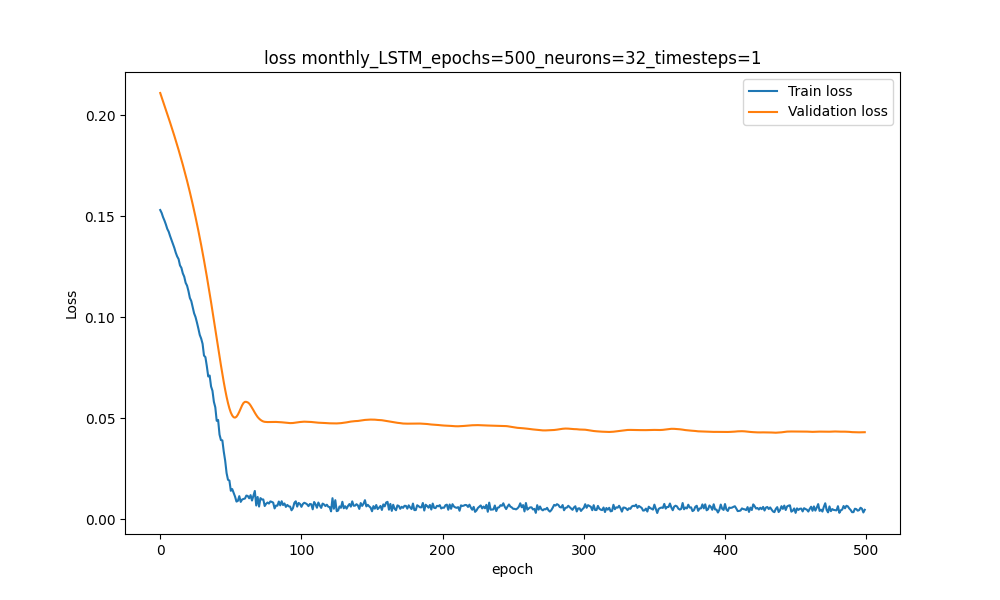 loss monthly_LSTM_epochs=500_neurons=32_timesteps=1
Train loss
Validation loss
0.20
0.15
0.10
0.05
0.00
Loss
0 100 200 300 400 500
epoch